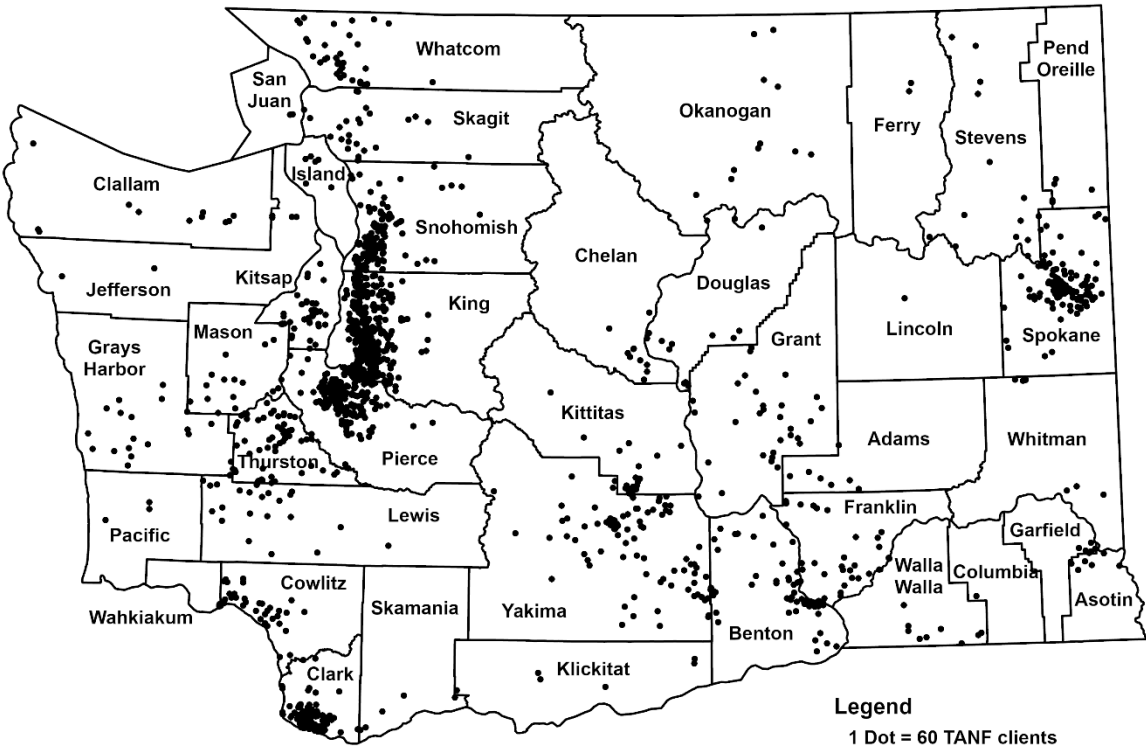 Whatcom
Pend
Oreille
San
Juan
Okanogan
Skagit
Ferry
Stevens
Island
Clallam
Snohomish
Chelan
Kitsap
Douglas
Jefferson
King
Mason
Grant
Lincoln
Spokane
Grays
Harbor
Kittitas
Adams
Whitman
Thurston
Pierce
Franklin
Lewis
Pacific
Garfield
Walla
Walla
Columbia
Cowlitz
Asotin
Skamania
Wahkiakum
Yakima
Benton
Klickitat
Clark
Legend
1 Dot = 60 TANF clients